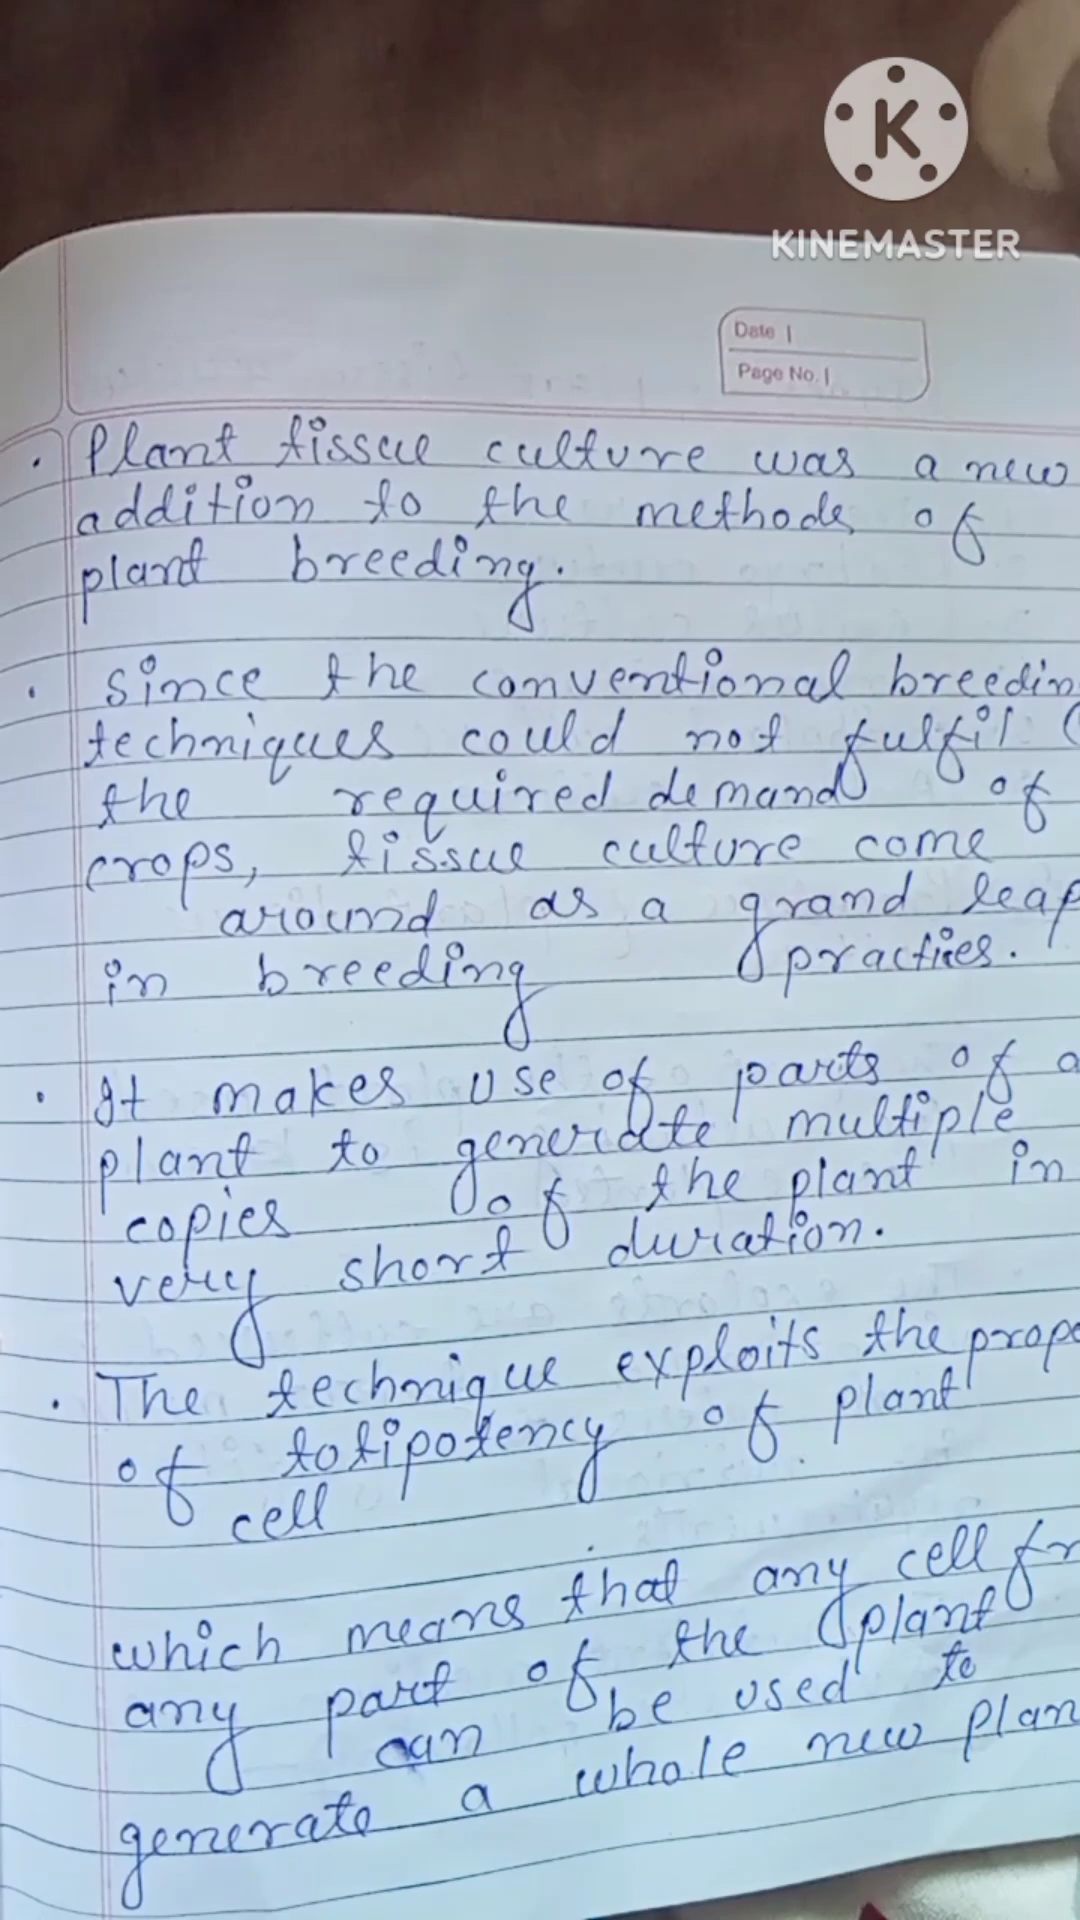 K
KINEMASTER
Date
Page No.
• Plant tissue culture was a new
addition to the methods of
plant breeding.
• Since the conventional breedin
techniques could not fulfil
the required demand of
crops, tissue culture come
around as a grand leap
in breeding practies.
• It makes use of parts of a
plant to generate multiple
copies of the plant in
very short duration.
• The technique exploits the prope
of totipotency of plant
cell
which means that any cell fr
any part of the plant
can be used to
generate a whole new plan